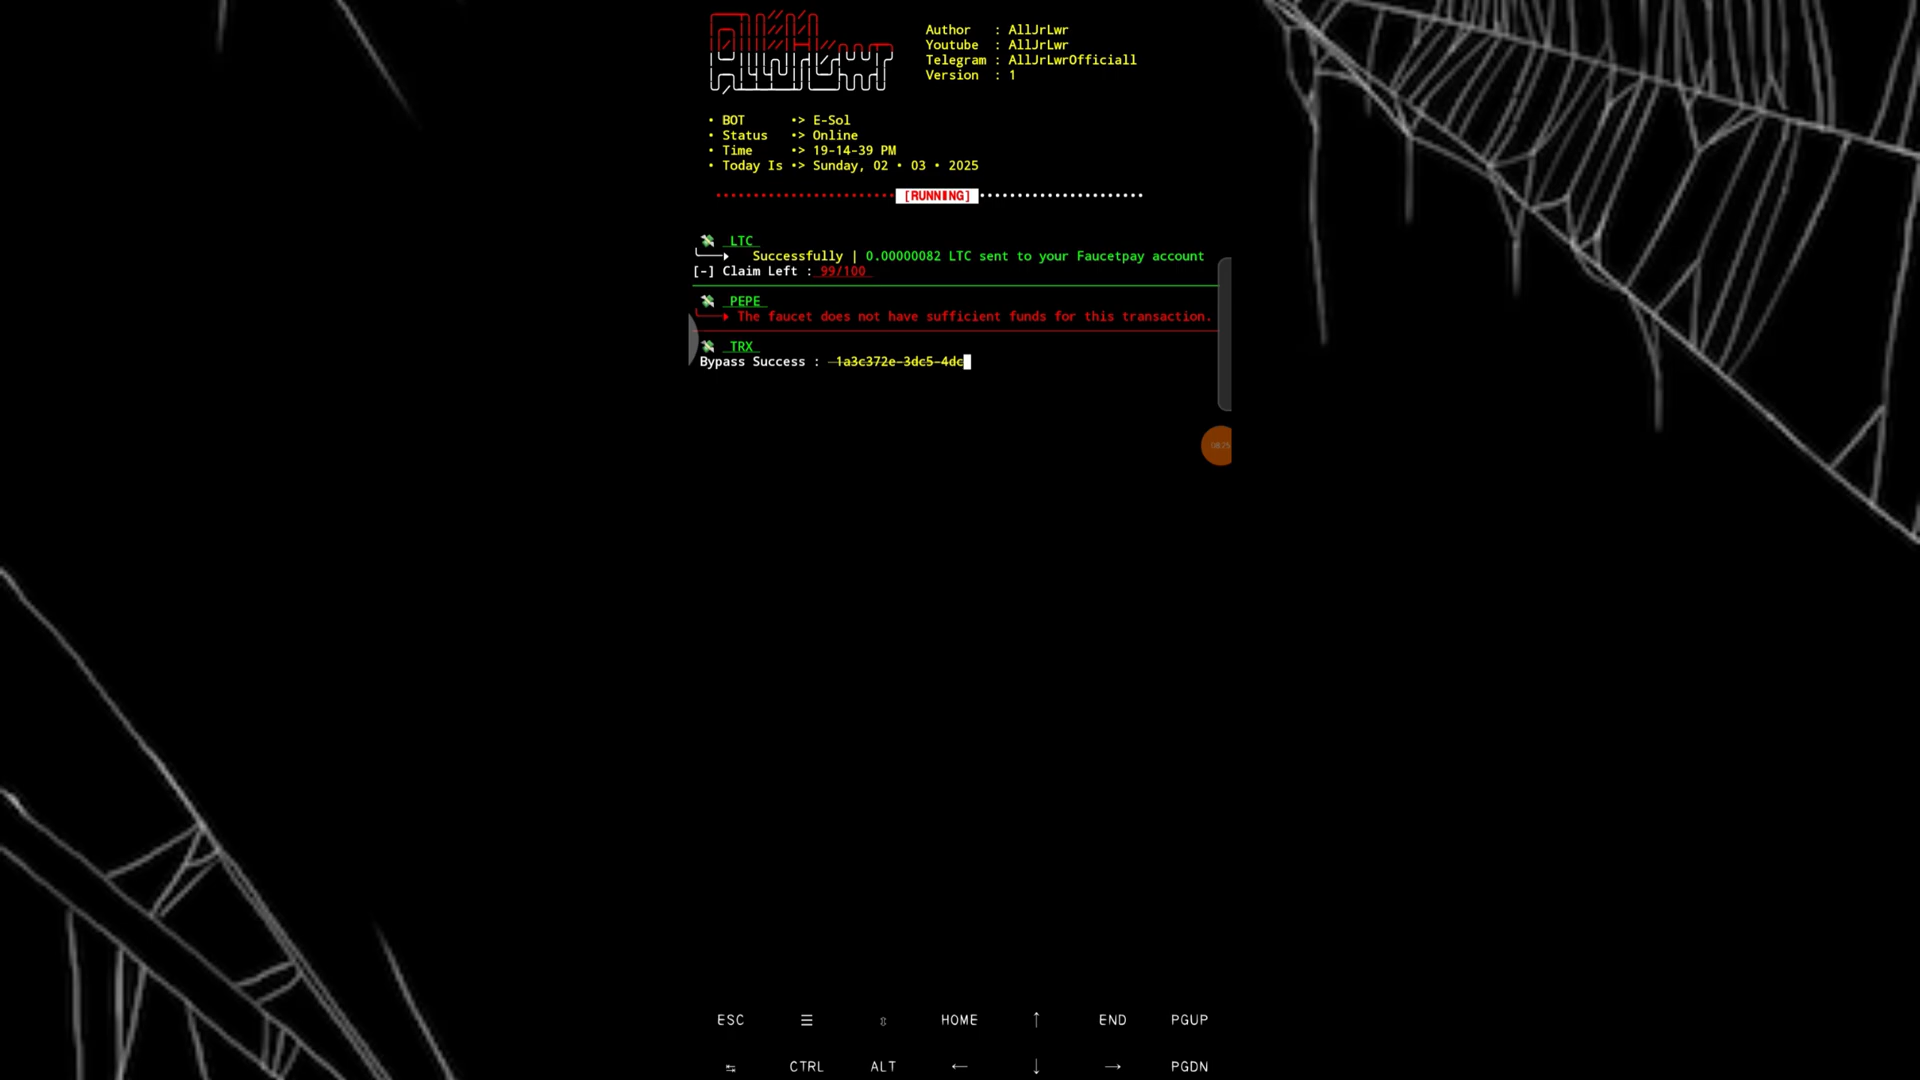 AllJrLwr
Author : AllJrLwr
Youtube : AllJrLwr
Telegram : AllJrLwrOfficiall
Version : 1
• BOT •> E-Sol
• Status •> Online
• Time •> 19-14-39 PM
• Today Is •> Sunday, 02 • 03 • 2025
[RUNNING]
LTC
Successfully | 0.00000082 LTC sent to your Faucetpay account
[-] Claim Left : 99/100
PEPE
The faucet does not have sufficient funds for this transaction.
TRX
Bypass Success : 1a3c372e-3dc5-4dc
08:25
ESC ☰ ⇳ HOME ↑ END PGUP
⇆ CTRL ALT ← ↓ → PGDN